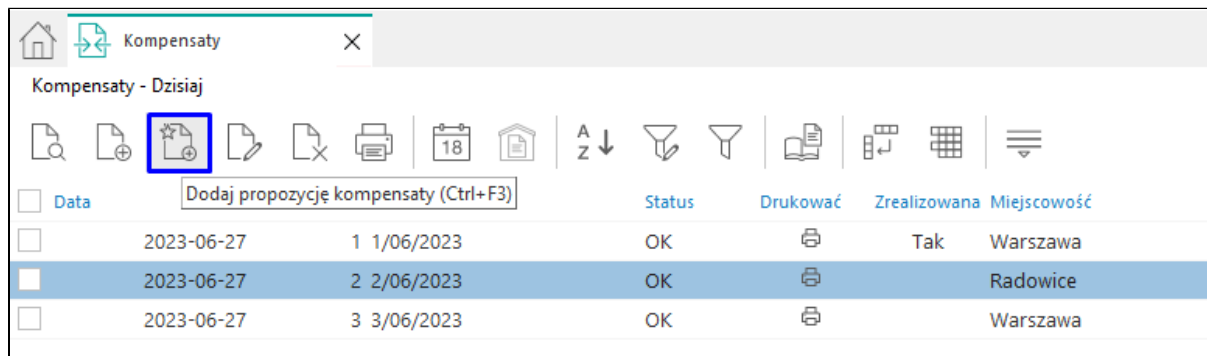 Kompensaty
Kompensaty - Dzisiaj
18
A
Z
Dodaj propozycję kompensaty (Ctrl+F3)
Data Status Drukować Zrealizowana Miejscowość
2023-06-27 1 1/06/2023 OK Tak Warszawa
2023-06-27 2 2/06/2023 OK Radowice
2023-06-27 3 3/06/2023 OK Warszawa